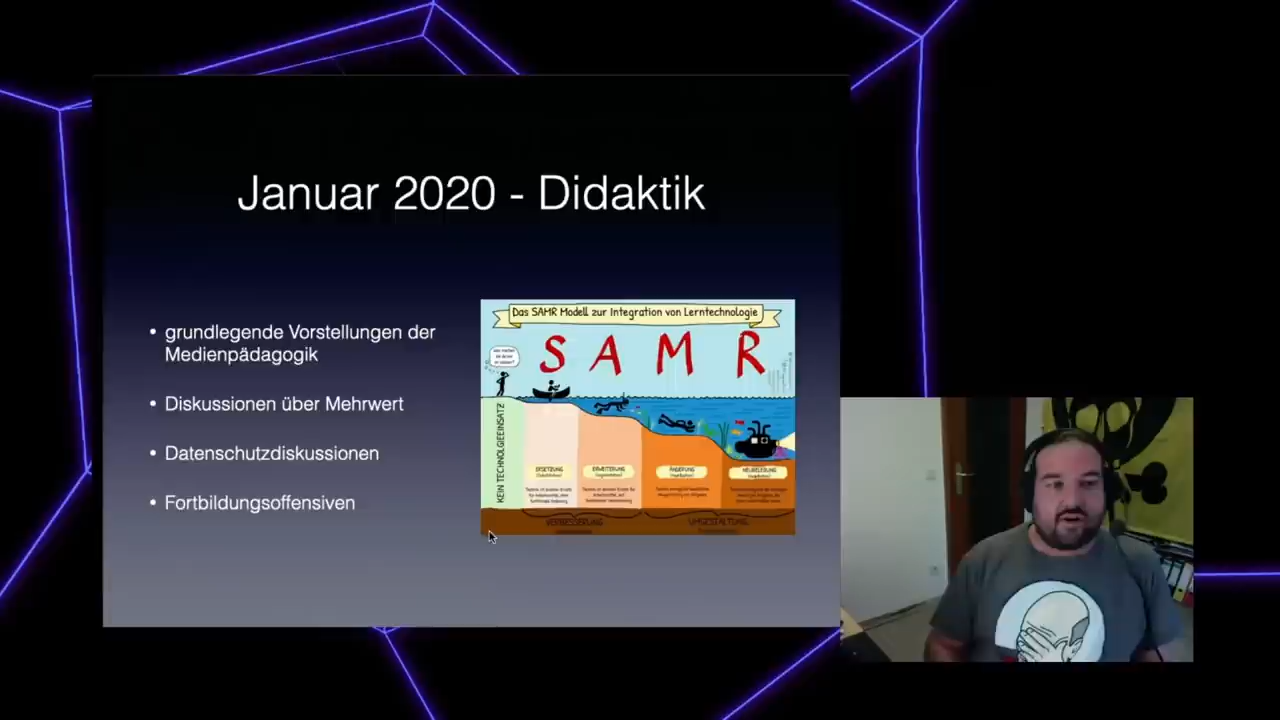 Januar 2020 - Didaktik
• grundlegende Vorstellungen der
Medienpädagogik
• Diskussionen über Mehrwert
• Datenschutzdiskussionen
• Fortbildungsoffensiven
Das SAMR Modell zur Integration von Lerntechnologie
S A M R
KEIN TECHNOLGIEEINSATZ
ERSETZUNG
ERWEITERUNG
ÄNDERUNG
NEUBELEGUNG
VERBESSERUNG
UMGESTALTUNG